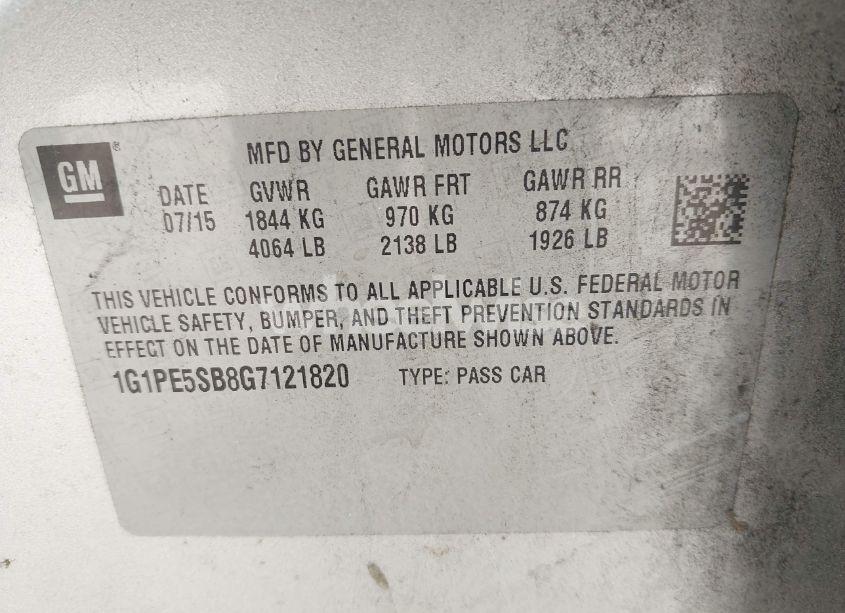 GM
MFD BY GENERAL MOTORS LLC
DATE GVWR GAWR FRT GAWR RR
07/15 1844 KG 970 KG 874 KG
4064 LB 2138 LB 1926 LB
THIS VEHICLE CONFORMS TO ALL APPLICABLE U.S. FEDERAL MOTOR
VEHICLE SAFETY, BUMPER, AND THEFT PREVENTION STANDARDS IN
EFFECT ON THE DATE OF MANUFACTURE SHOWN ABOVE.
1G1PE5SB8G7121820 TYPE: PASS CAR